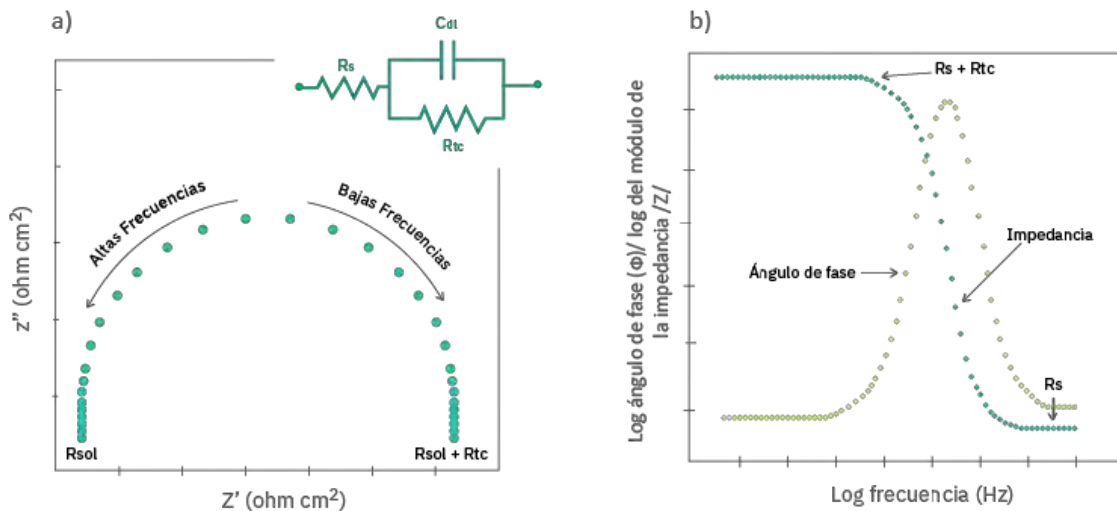 a)
Cdt
Rs
Rtc
Altas Frecuencias
Bajas Frecuencias
Z'' (ohm cm2)
Rsol
Rsol + Rtc
Z' (ohm cm2)
b)
Rs + Rtc
Impedancia
Ángulo de fase
Rs
Log ángulo de fase (Φ)/ log del módulo de
la impedancia /Z/
Log frecuencia (Hz)